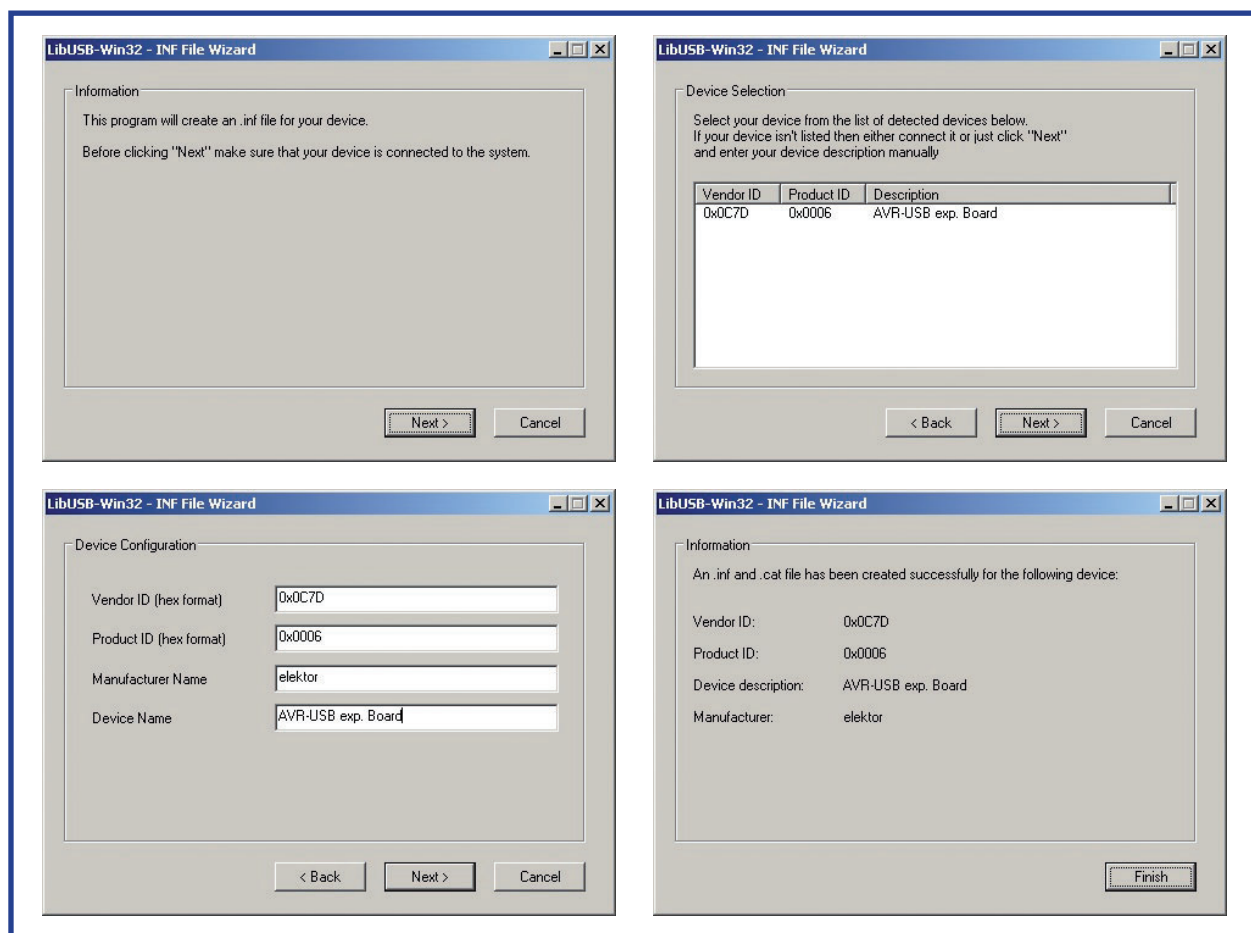 LibUSB-Win32 - INF File Wizard
Information
This program will create an .inf file for your device.
Before clicking "Next" make sure that your device is connected to the system.
Next >
Cancel
LibUSB-Win32 - INF File Wizard
Device Selection
Select your device from the list of detected devices below.
If your device isn't listed then either connect it or just click "Next"
and enter your device description manually
Vendor ID Product ID Description
0x0C7D 0x0006 AVR-USB exp. Board
< Back
Next >
Cancel
LibUSB-Win32 - INF File Wizard
Device Configuration
Vendor ID (hex format) 0x0C7D
Product ID (hex format) 0x0006
Manufacturer Name elektor
Device Name AVR-USB exp. Board
< Back
Next >
Cancel
LibUSB-Win32 - INF File Wizard
Information
An .inf and .cat file has been created successfully for the following device:
Vendor ID: 0x0C7D
Product ID: 0x0006
Device description: AVR-USB exp. Board
Manufacturer: elektor
Finish